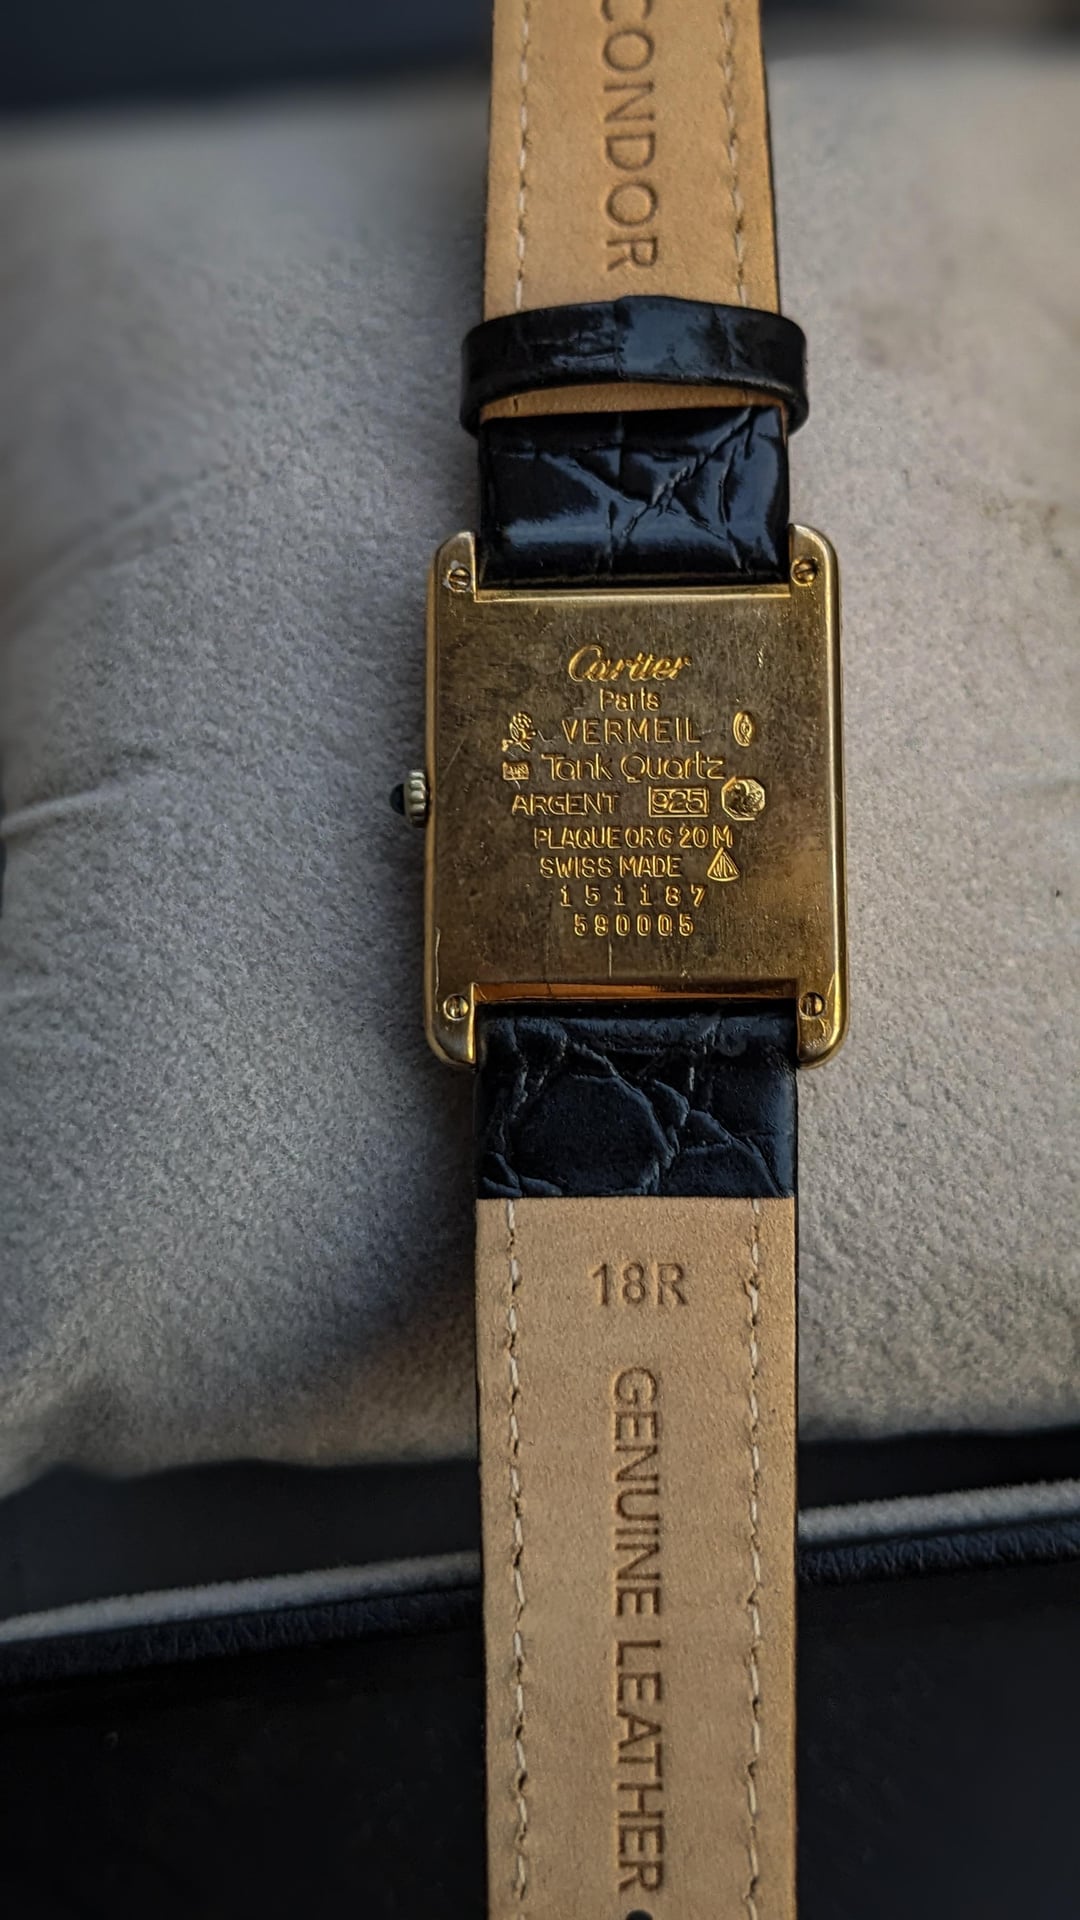 CONDOR
Cartier
Paris
VERMEIL
Tank Quartz
ARGENT 925
PLAQUE OR G 20 M
SWISS MADE
151187
590005
18R
GENUINE LEATHER